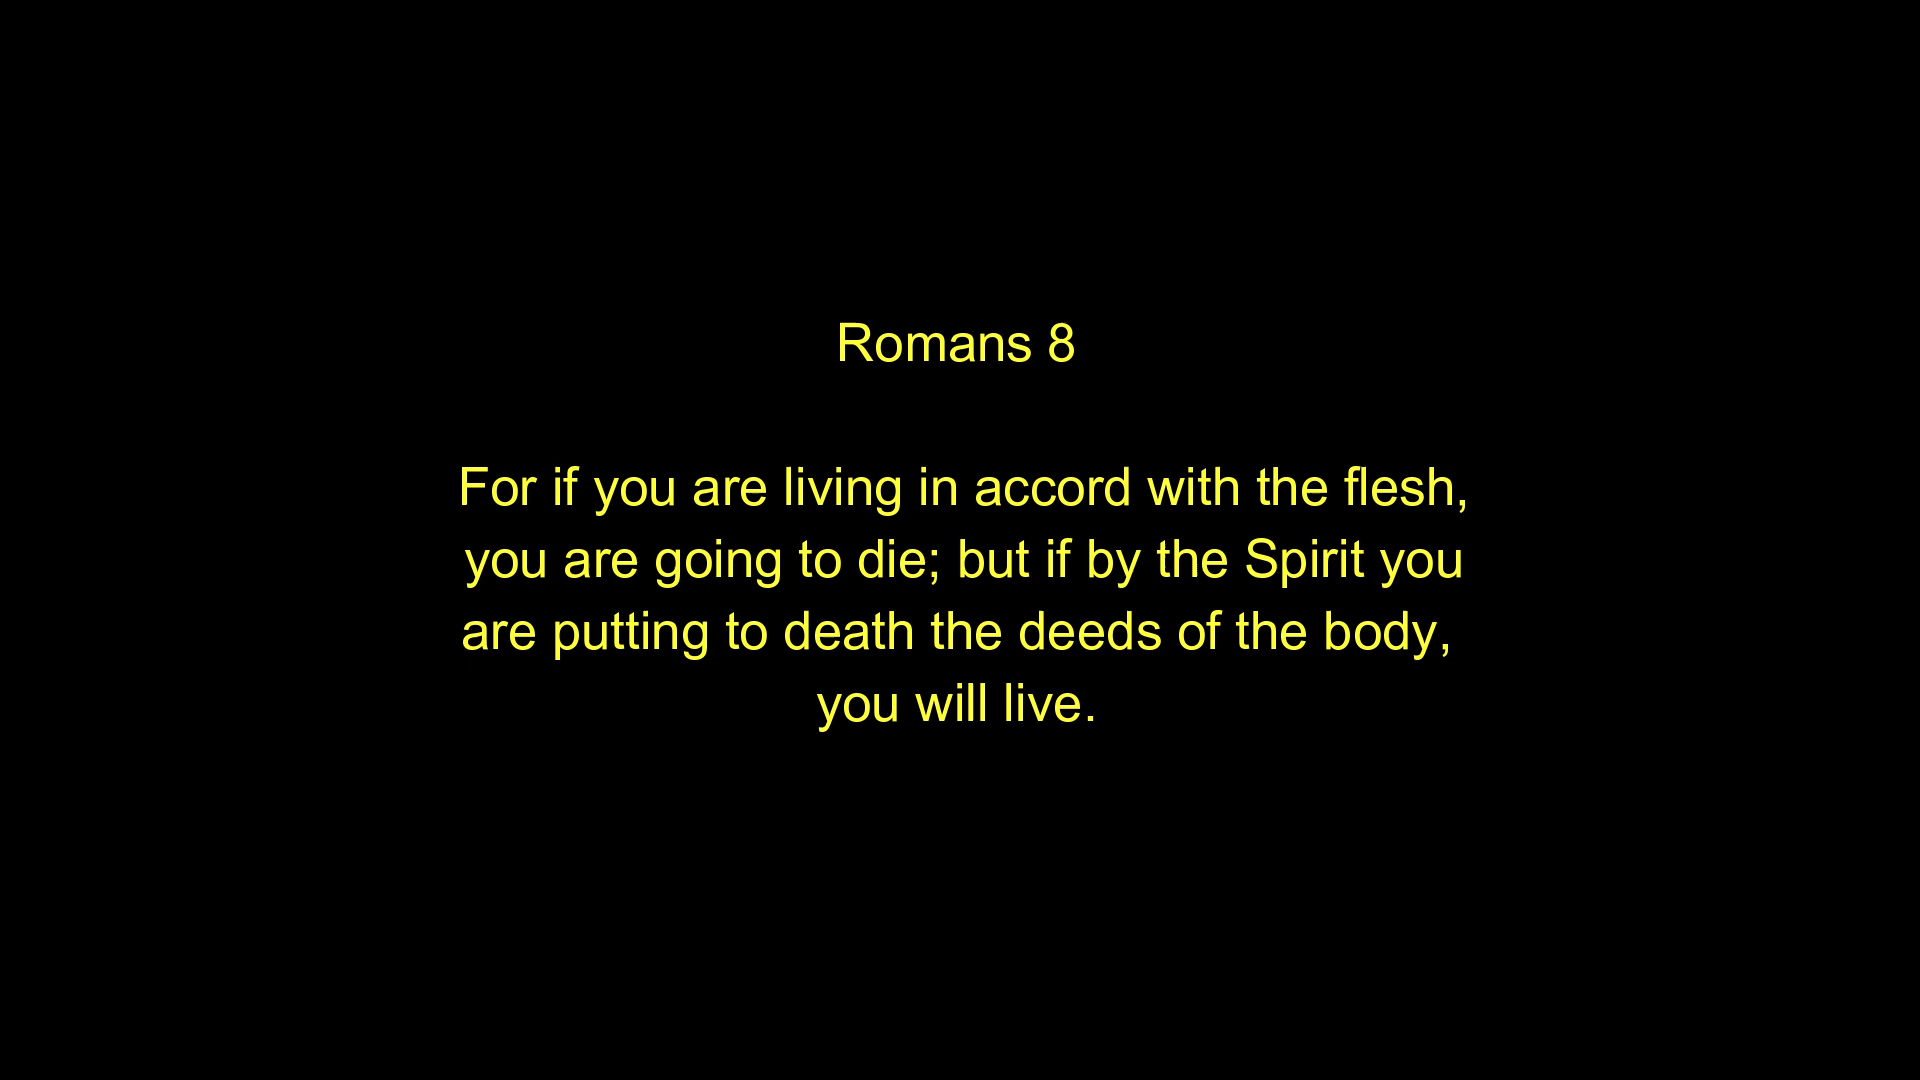 Romans 8
For if you are living in accord with the flesh,
you are going to die; but if by the Spirit you
are putting to death the deeds of the body,
you will live.